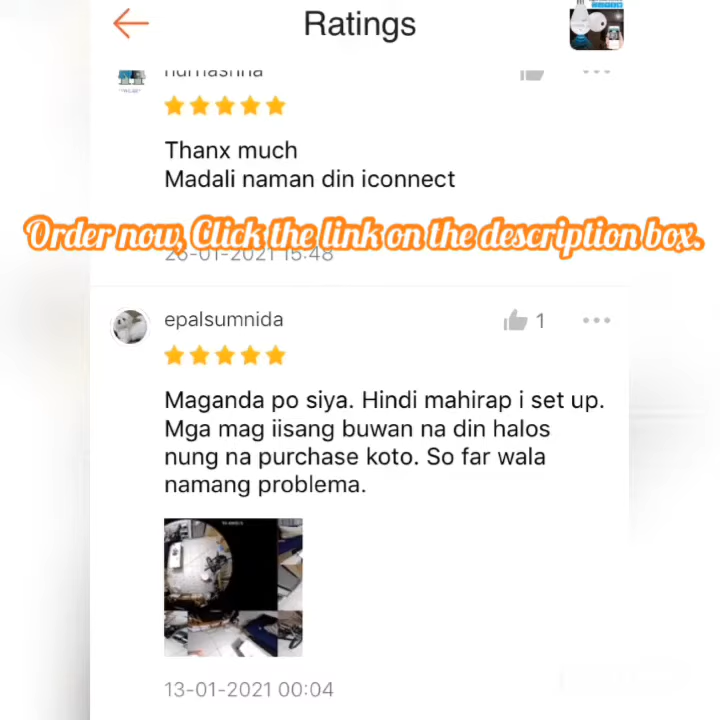 Ratings
Thanx much
Madali naman din iconnect
Order now, Click the link on the description box.
26-01-2021 15:48
epalsumnida
1
Maganda po siya. Hindi mahirap i set up.
Mga mag iisang buwan na din halos
nung na purchase koto. So far wala
namang problema.
13-01-2021 00:04